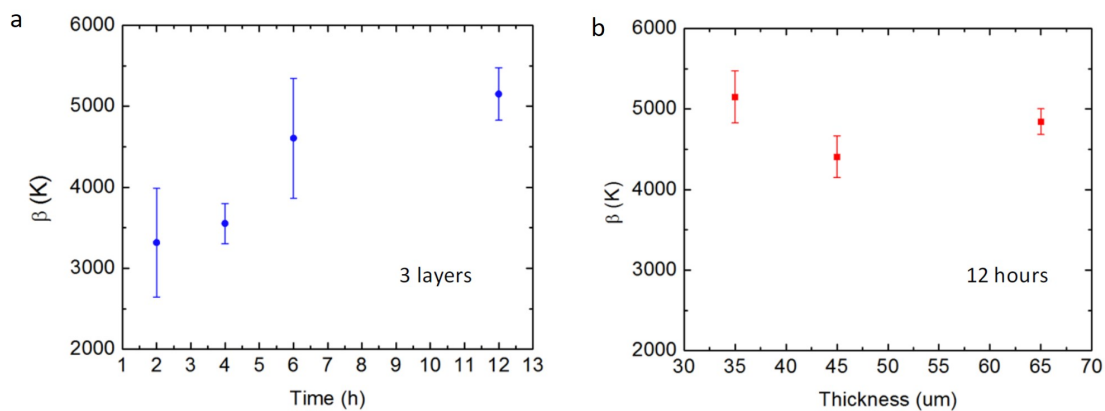 a
6000
5000
4000
3000
2000
β (K)
3 layers
1 2 3 4 5 6 7 8 9 10 11 12 13
Time (h)
b
6000
5000
4000
3000
2000
β (K)
12 hours
30 35 40 45 50 55 60 65 70
Thickness (um)